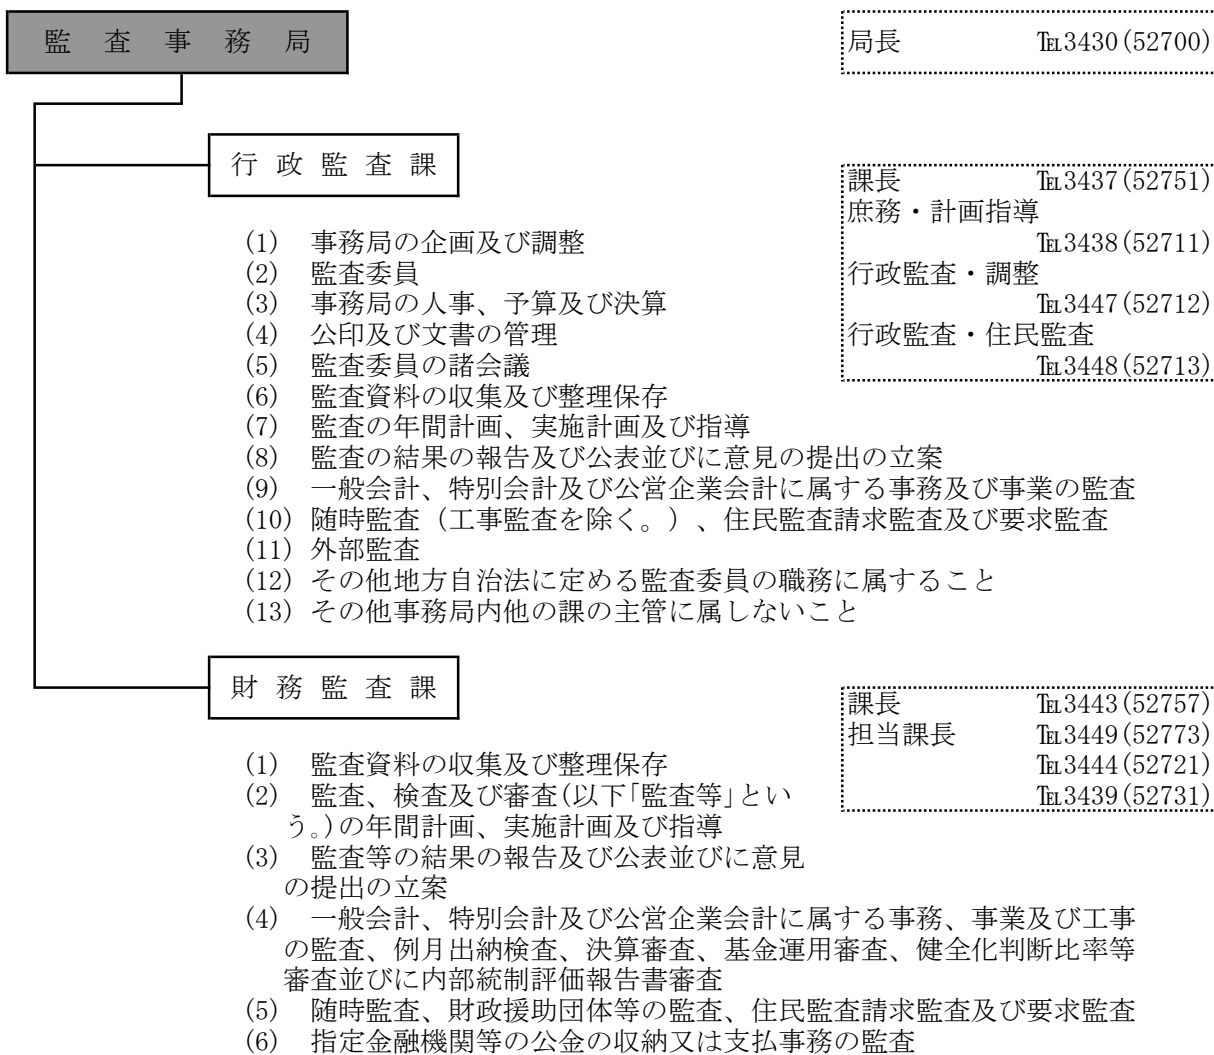 監査事務局
局長 ℡3430(52700)
行政監査課
課長 ℡3437(52751)
庶務・計画指導
℡3438(52711)
行政監査・調整
℡3447(52712)
行政監査・住民監査
℡3448(52713)
(1) 事務局の企画及び調整
(2) 監査委員
(3) 事務局の人事、予算及び決算
(4) 公印及び文書の管理
(5) 監査委員の諸会議
(6) 監査資料の収集及び整理保存
(7) 監査の年間計画、実施計画及び指導
(8) 監査の結果の報告及び公表並びに意見の提出の立案
(9) 一般会計、特別会計及び公営企業会計に属する事務及び事業の監査
(10) 随時監査（工事監査を除く。）、住民監査請求監査及び要求監査
(11) 外部監査
(12) その他地方自治法に定める監査委員の職務に属すること
(13) その他事務局内他の課の主管に属しないこと
財務監査課
課長 ℡3443(52757)
担当課長 ℡3449(52773)
℡3444(52721)
℡3439(52731)
(1) 監査資料の収集及び整理保存
(2) 監査、検査及び審査(以下｢監査等｣とい
う｡)の年間計画、実施計画及び指導
(3) 監査等の結果の報告及び公表並びに意見
の提出の立案
(4) 一般会計、特別会計及び公営企業会計に属する事務、事業及び工事
の監査、例月出納検査、決算審査、基金運用審査、健全化判断比率等
審査並びに内部統制評価報告書審査
(5) 随時監査、財政援助団体等の監査、住民監査請求監査及び要求監査
(6) 指定金融機関等の公金の収納又は支払事務の監査